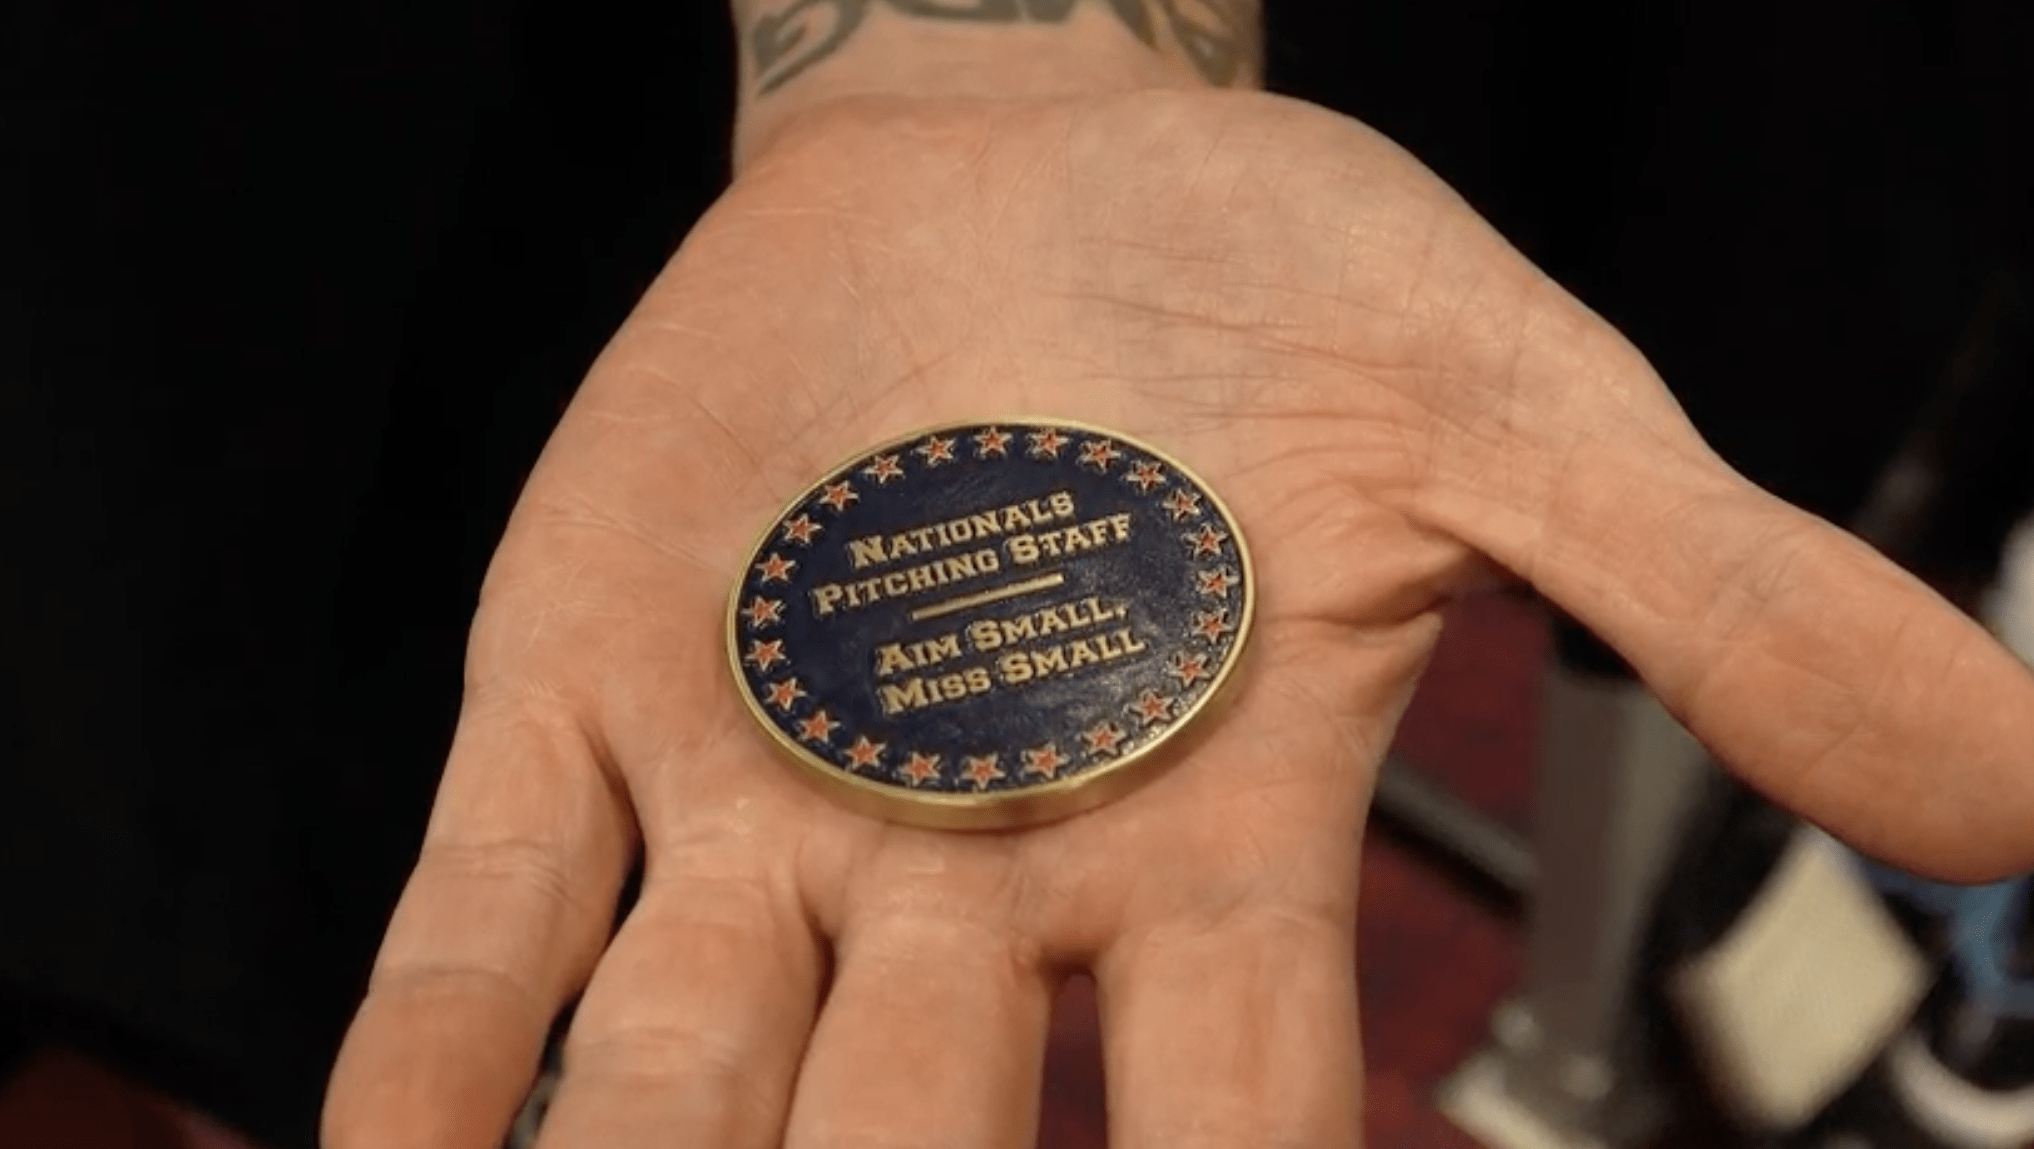 NATIONALS
PITCHING STAFF
AIM SMALL,
MISS SMALL